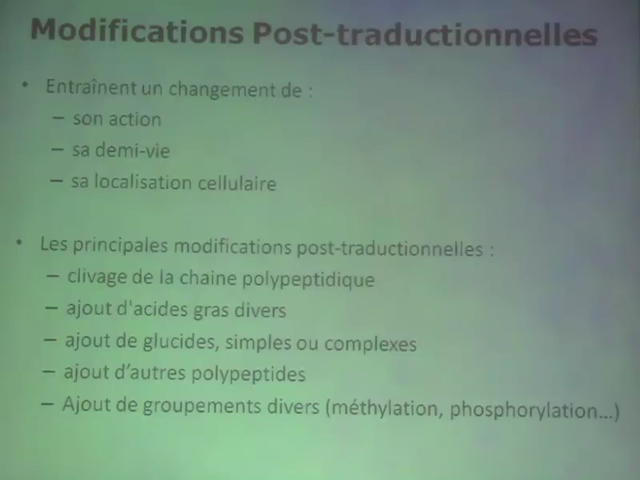 Modifications Post-traductionnelles
• Entraînent un changement de :
– son action
– sa demi-vie
– sa localisation cellulaire
• Les principales modifications post-traductionnelles :
– clivage de la chaine polypeptidique
– ajout d'acides gras divers
– ajout de glucides, simples ou complexes
– ajout d’autres polypeptides
– Ajout de groupements divers (méthylation, phosphorylation...)